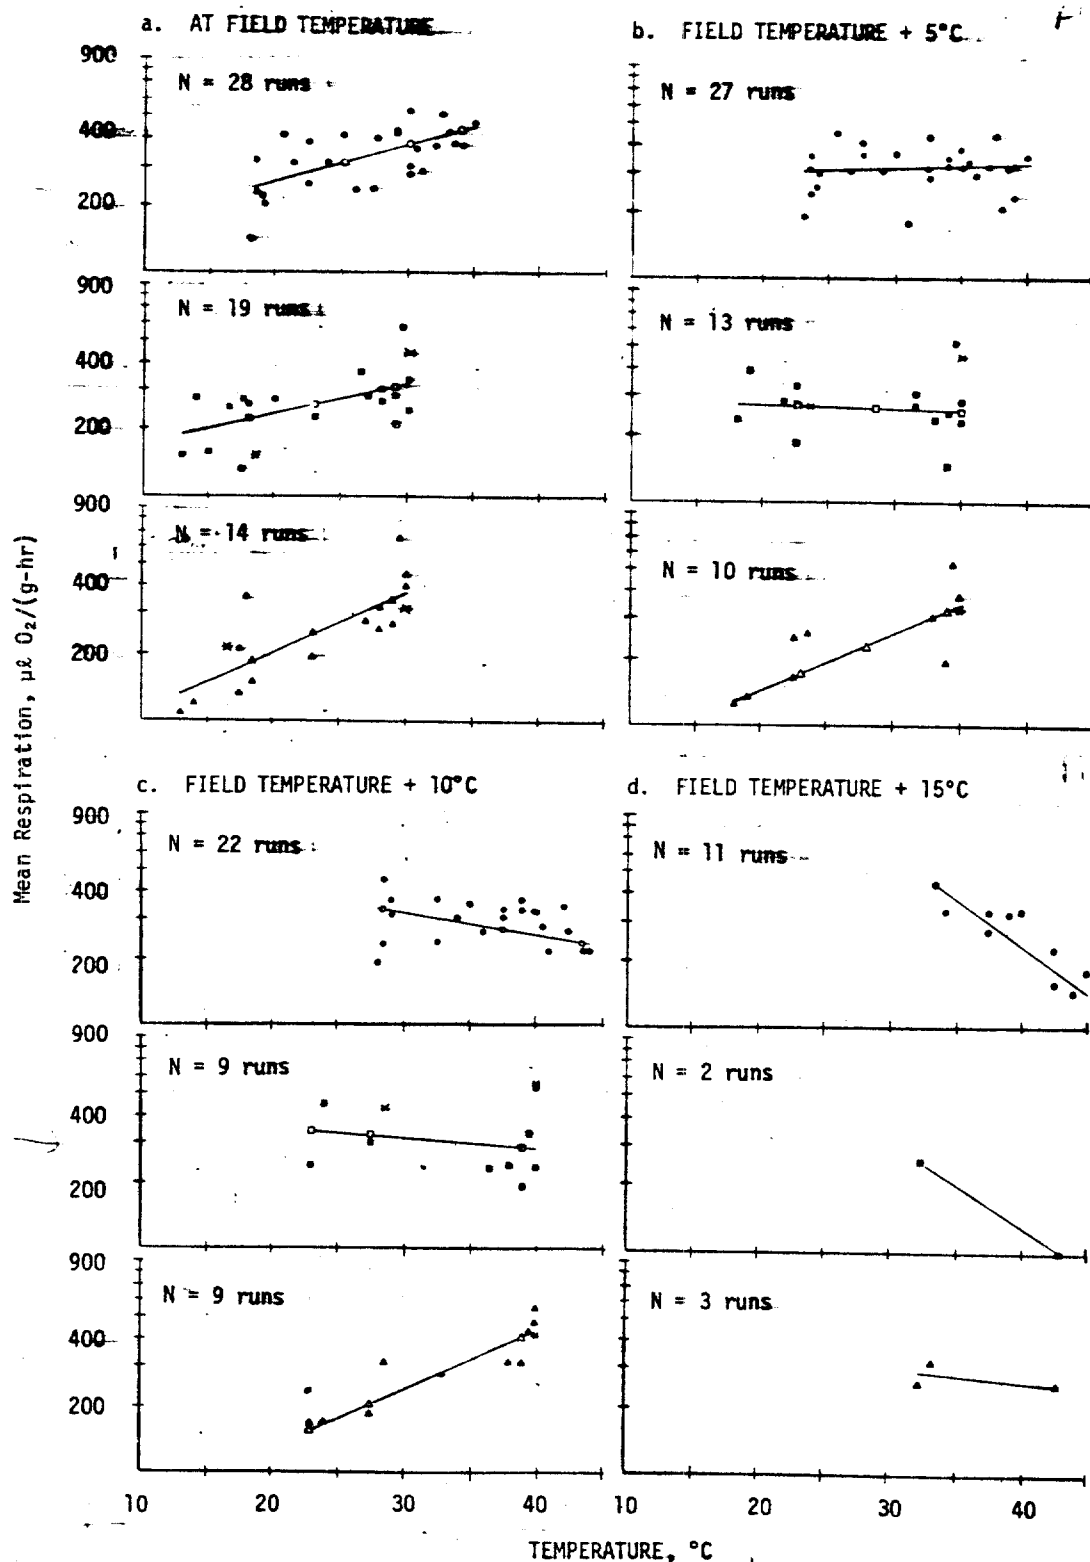 a. AT FIELD TEMPERATURE
b. FIELD TEMPERATURE + 5°C
900
N = 28 runs
N = 27 runs
400
200
900
N = 19 runs
N = 13 runs
400
200
900
N = 14 runs
N = 10 runs
400
200
Mean Respiration, µℓ O₂/(g-hr)
c. FIELD TEMPERATURE + 10°C
d. FIELD TEMPERATURE + 15°C
900
N = 22 runs
N = 11 runs
400
200
900
N = 9 runs
N = 2 runs
400
200
900
N = 9 runs
N = 3 runs
400
200
10 20 30 40 10 20 30 40
TEMPERATURE, °C